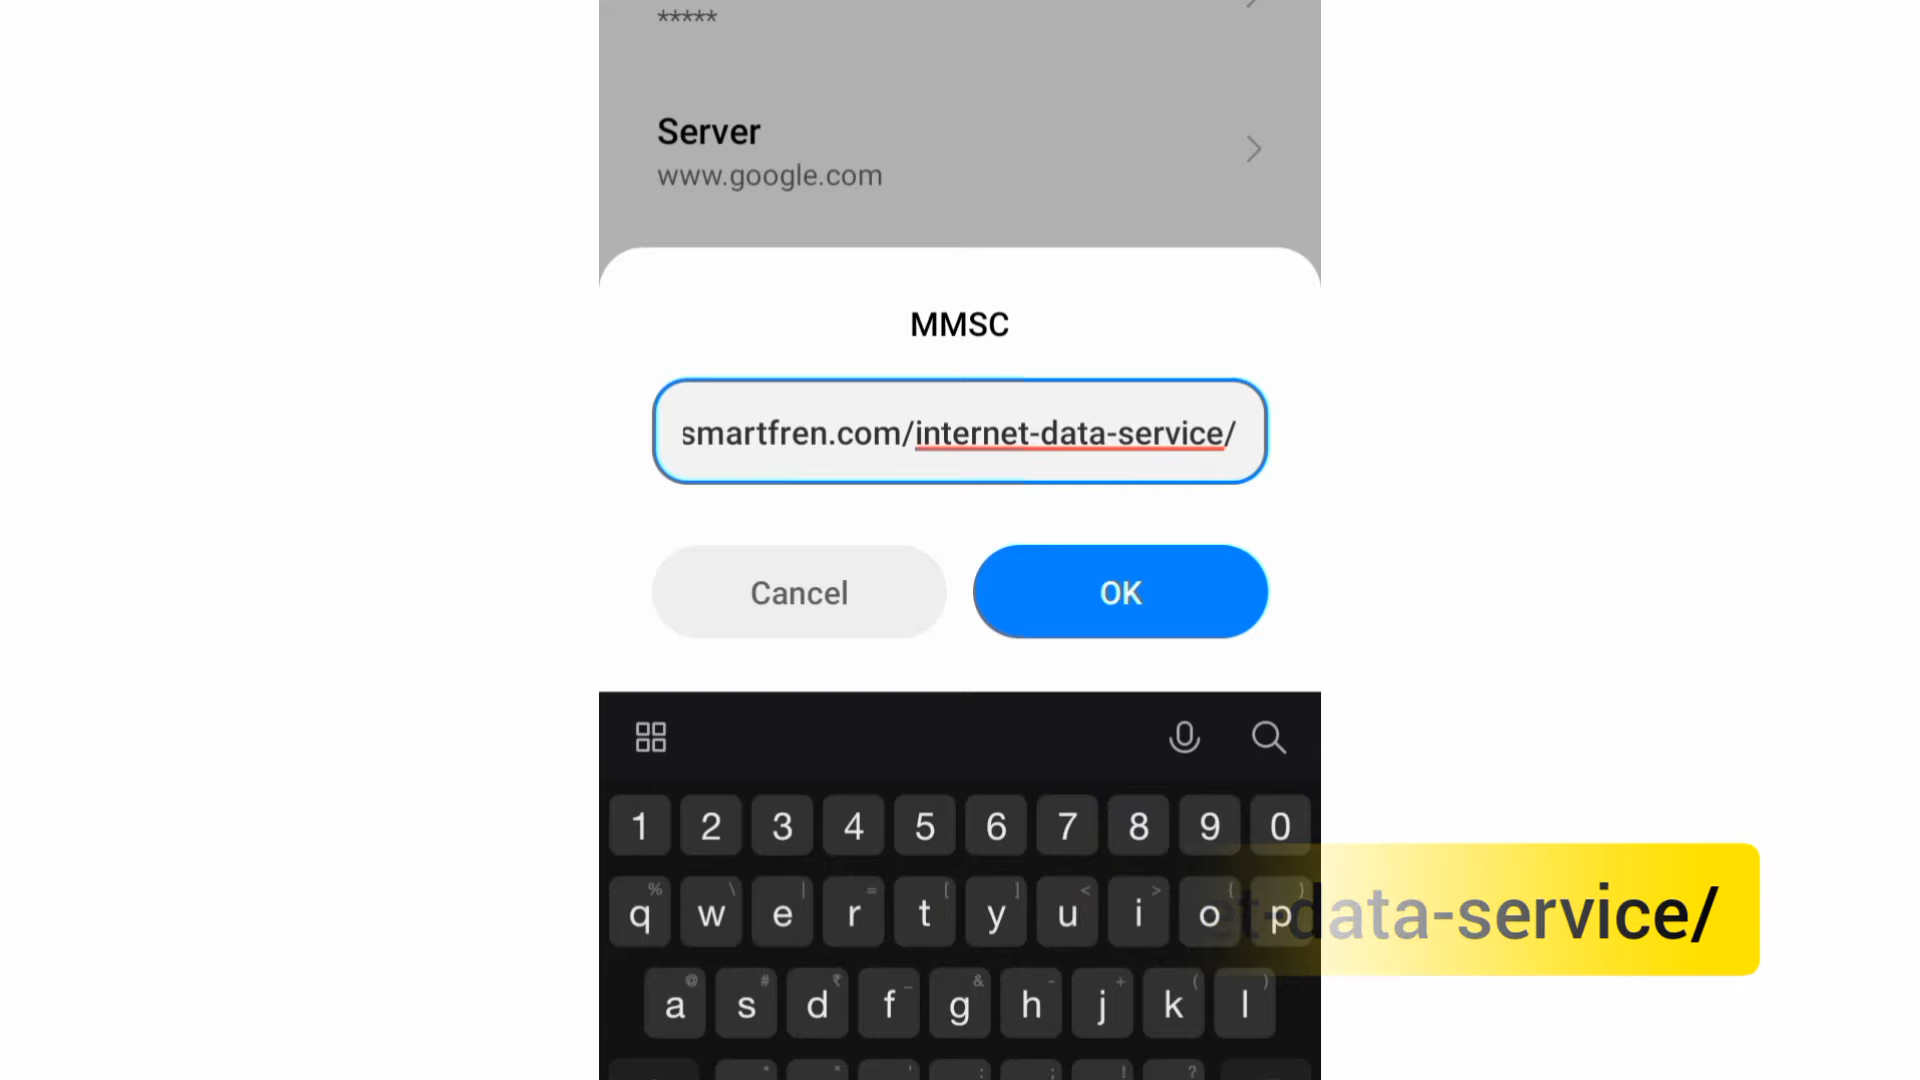 *****
Server
www.google.com
MMSC
smartfren.com/internet-data-service/
Cancel
OK
1 2 3 4 5 6 7 8 9 0
% \ | = [ ] < > { }
q w e r t y u i o p
et-data-service/
@ # ₹ _ & - + ( )
a s d f g h j k l
* " ' : ; ! ?